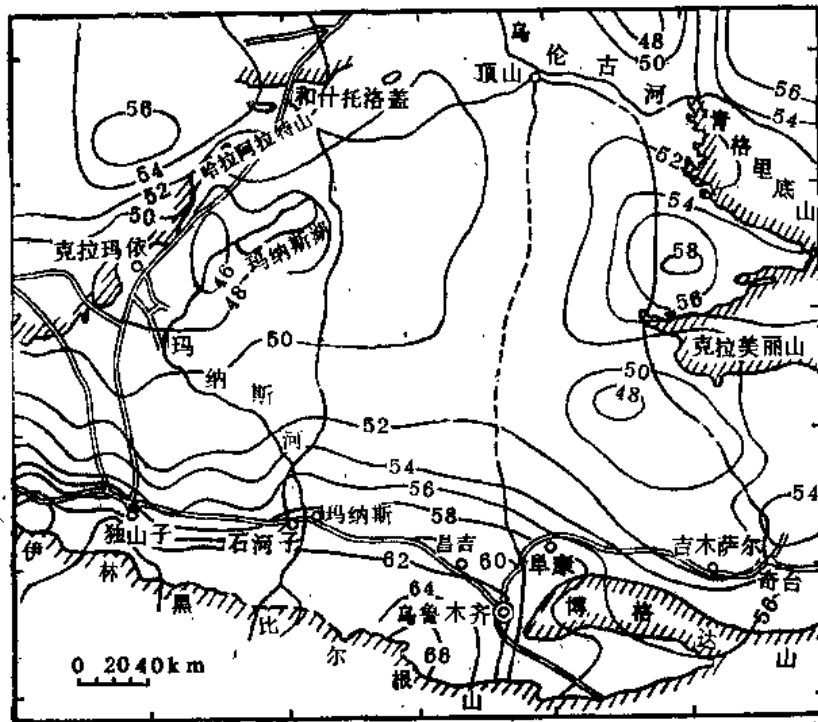 48
50
56
54
乌伦古河
顶山
和什托洛盖
56
54
52
50
哈拉阿拉特山
青格里底山
52
54
58
56
克拉玛依
46
48
玛纳斯湖
50
玛纳斯河
克拉美丽山
50
48
52
54
56
58
54
独山子
石河子
玛纳斯
昌吉
62
60
阜康
吉木萨尔
奇台
56
64
乌鲁木齐
66
博格达山
伊林黑比尔根山
0 20 40km